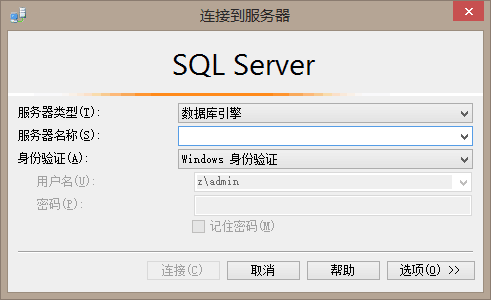 连接到服务器
SQL Server
服务器类型(T): 数据库引擎
服务器名称(S):
身份验证(A): Windows 身份验证
用户名(U): z\admin
密码(P):
记住密码(M)
连接(C) 取消 帮助 选项(O) >>